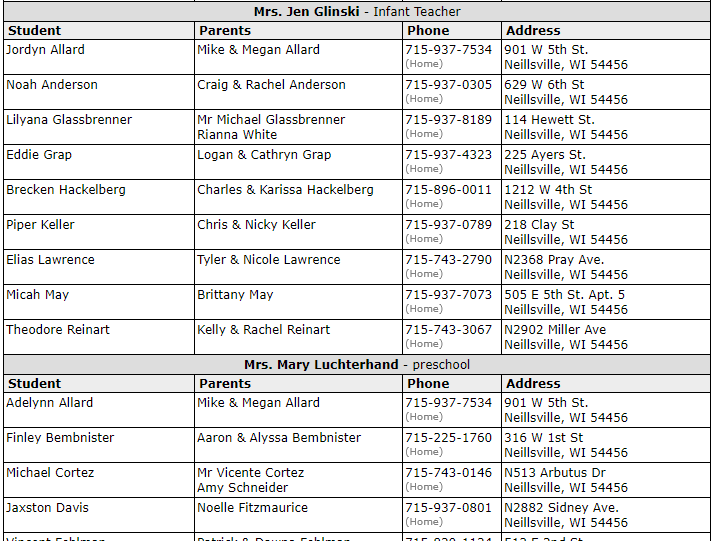 Mrs. Jen Glinski - Infant Teacher
Student Parents Phone Address
Jordyn Allard Mike & Megan Allard 715-937-7534 901 W 5th St.
(Home) Neillsville, WI 54456
Noah Anderson Craig & Rachel Anderson 715-937-0305 629 W 6th St
(Home) Neillsville, WI 54456
Lilyana Glassbrenner Mr Michael Glassbrenner 715-937-8189 114 Hewett St.
Rianna White (Home) Neillsville, WI 54456
Eddie Grap Logan & Cathryn Grap 715-937-4323 225 Ayers St.
(Home) Neillsville, WI 54456
Brecken Hackelberg Charles & Karissa Hackelberg 715-896-0011 1212 W 4th St
(Home) Neillsville, WI 54456
Piper Keller Chris & Nicky Keller 715-937-0789 218 Clay St
(Home) Neillsville, WI 54456
Elias Lawrence Tyler & Nicole Lawrence 715-743-2790 N2368 Pray Ave.
(Home) Neillsville, WI 54456
Micah May Brittany May 715-937-7073 505 E 5th St. Apt. 5
(Home) Neillsville, WI 54456
Theodore Reinart Kelly & Rachel Reinart 715-743-3067 N2902 Miller Ave
(Home) Neillsville, WI 54456
Mrs. Mary Luchterhand - preschool
Student Parents Phone Address
Adelynn Allard Mike & Megan Allard 715-937-7534 901 W 5th St.
(Home) Neillsville, WI 54456
Finley Bembnister Aaron & Alyssa Bembnister 715-225-1760 316 W 1st St
(Home) Neillsville, WI 54456
Michael Cortez Mr Vicente Cortez 715-743-0146 N513 Arbutus Dr
Amy Schneider (Home) Neillsville, WI 54456
Jaxston Davis Noelle Fitzmaurice 715-937-0801 N2882 Sidney Ave.
(Home) Neillsville, WI 54456